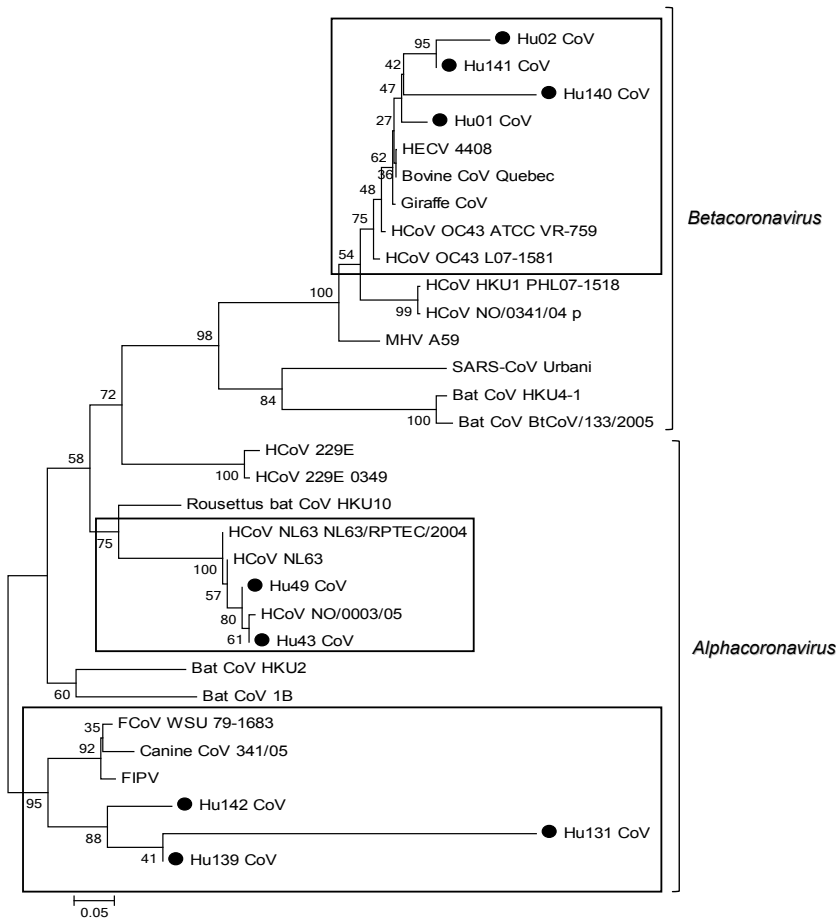 Hu02 CoV
95
Hu141 CoV
42
Hu140 CoV
47
Hu01 CoV
27
HECV 4408
62
36
Bovine CoV Quebec
48
Giraffe CoV
75
HCoV OC43 ATCC VR-759
Betacoronavirus
54
HCoV OC43 L07-1581
HCoV HKU1 PHL07-1518
100
99
HCoV NO/0341/04 p
98
MHV A59
SARS-CoV Urbani
84
Bat CoV HKU4-1
72
100
Bat CoV BtCoV/133/2005
HCoV 229E
58
100
HCoV 229E 0349
Rousettus bat CoV HKU10
75
HCoV NL63 NL63/RPTEC/2004
HCoV NL63
100
Hu49 CoV
57
HCoV NO/0003/05
80
61
Hu43 CoV
Alphacoronavirus
Bat CoV HKU2
60
Bat CoV 1B
FCoV WSU 79-1683
35
Canine CoV 341/05
92
FIPV
95
Hu142 CoV
88
Hu131 CoV
41
Hu139 CoV
0.05